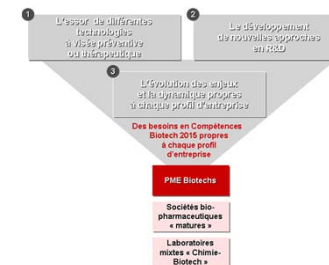 1
L'essor de différentes
technologies
à visée préventive
ou thérapeutique
2
Le développement
de nouvelles approches
en R&D
3
L'évolution des enjeux
et la dynamique propres
à chaque profil d'entreprise
Des besoins en Compétences
Biotech 2015 propres
à chaque profil
d'entreprise
PME Biotechs
Sociétés bio-
pharmaceutiques
« matures »
Laboratoires
mixtes « Chimie-
Biotech »